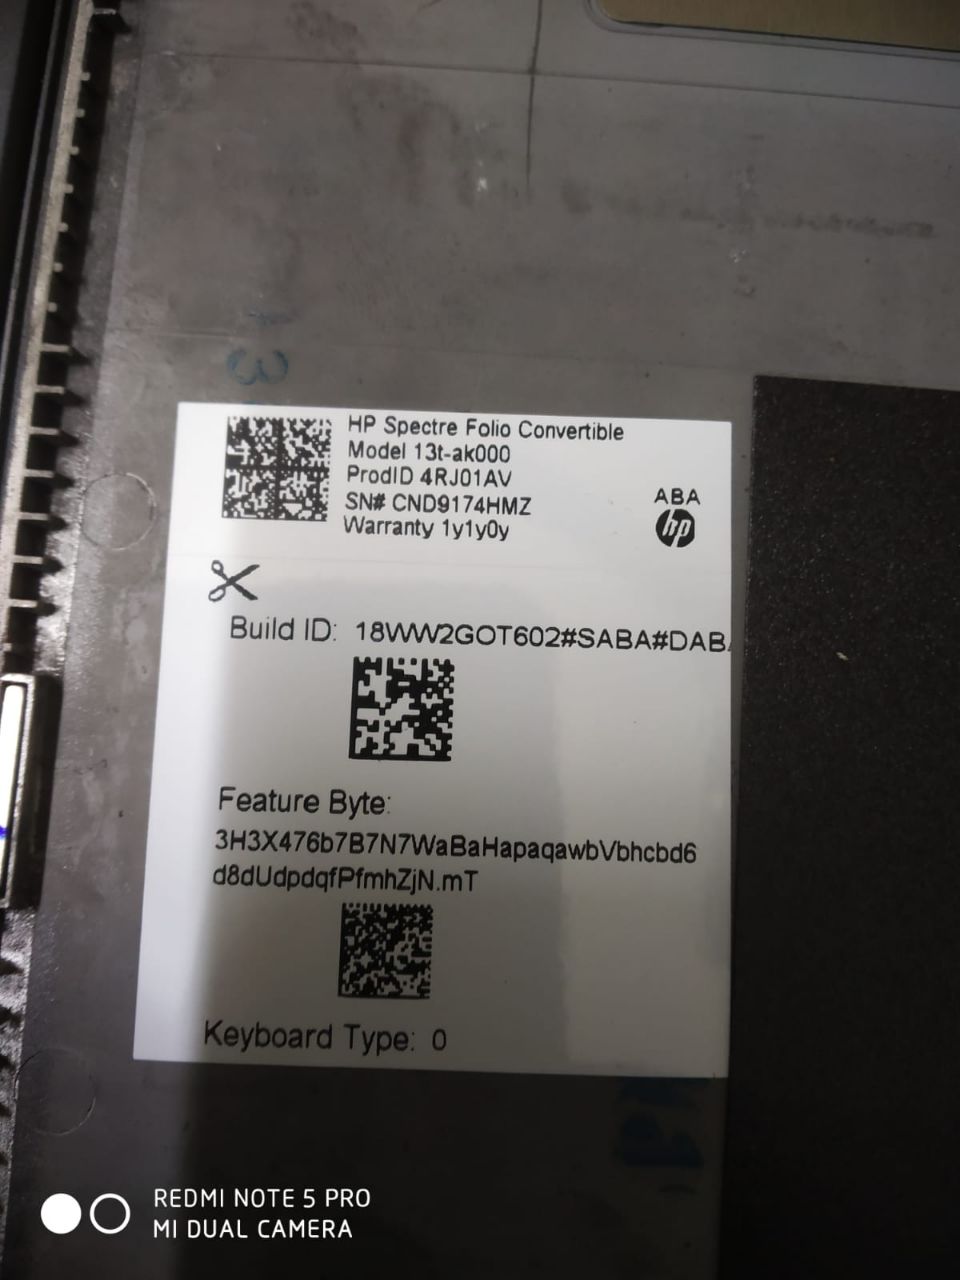 HP Spectre Folio Convertible
Model 13t-ak000
ProdID 4RJ01AV
SN# CND9174HMZ
Warranty 1y1y0y
ABA
hp
Build ID: 18WW2GOT602#SABA#DAB
Feature Byte:
3H3X476b7B7N7WaBaHapaqawbVbhcbd6
d8dUdpdqfPfmhZjN.mT
Keyboard Type: 0
REDMI NOTE 5 PRO
MI DUAL CAMERA